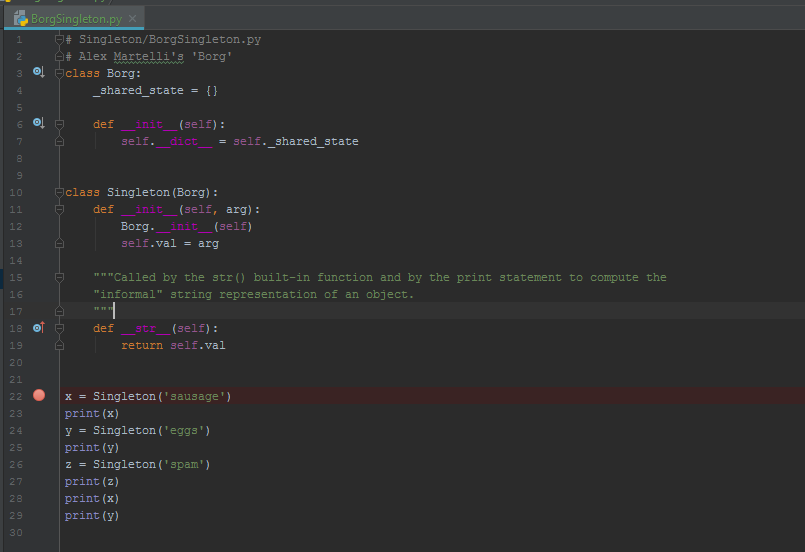 BorgSingleton.py
1 # Singleton/BorgSingleton.py
2 # Alex Martelli's 'Borg'
3 class Borg:
4     _shared_state = {}
5
6     def __init__(self):
7         self.__dict__ = self._shared_state
8
9
10 class Singleton(Borg):
11     def __init__(self, arg):
12         Borg.__init__(self)
13         self.val = arg
14
15     """Called by the str() built-in function and by the print statement to compute the
16     "informal" string representation of an object.
17     """
18     def __str__(self):
19         return self.val
20
21
22 x = Singleton('sausage')
23 print(x)
24 y = Singleton('eggs')
25 print(y)
26 z = Singleton('spam')
27 print(z)
28 print(x)
29 print(y)
30